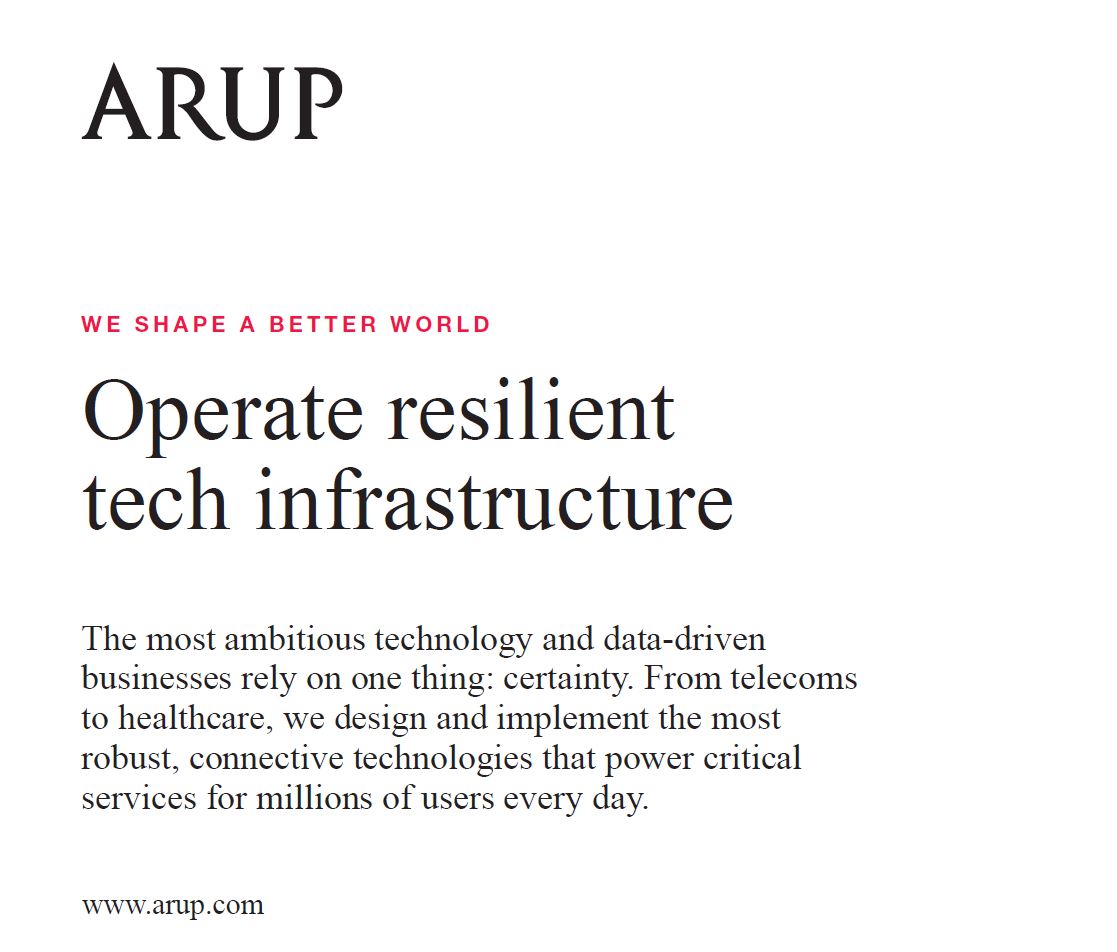 ARUP
WE SHAPE A BETTER WORLD
Operate resilient
tech infrastructure
The most ambitious technology and data-driven
businesses rely on one thing: certainty. From telecoms
to healthcare, we design and implement the most
robust, connective technologies that power critical
services for millions of users every day.
www.arup.com